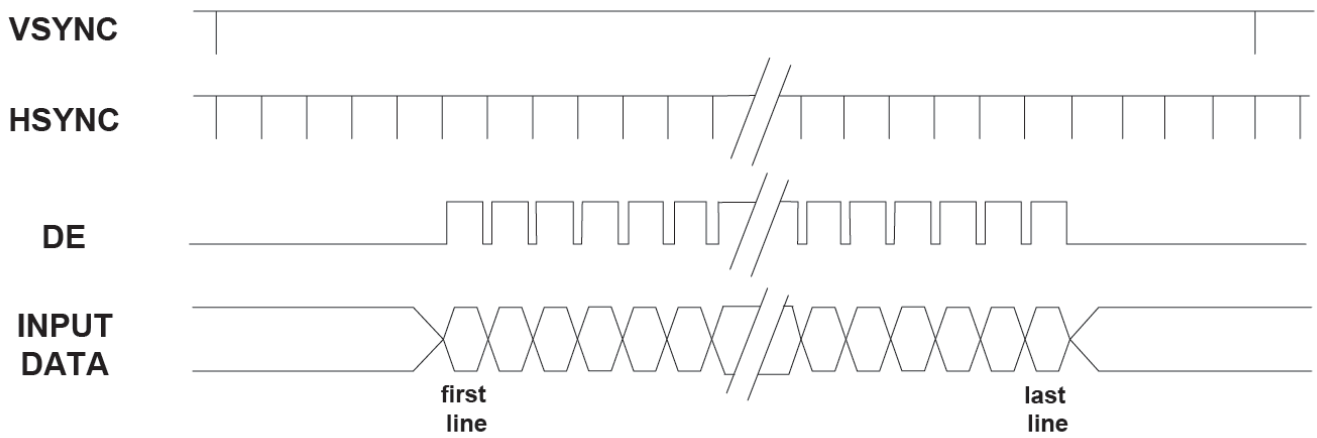 VSYNC
HSYNC
DE
INPUT
DATA
first
line
last
line